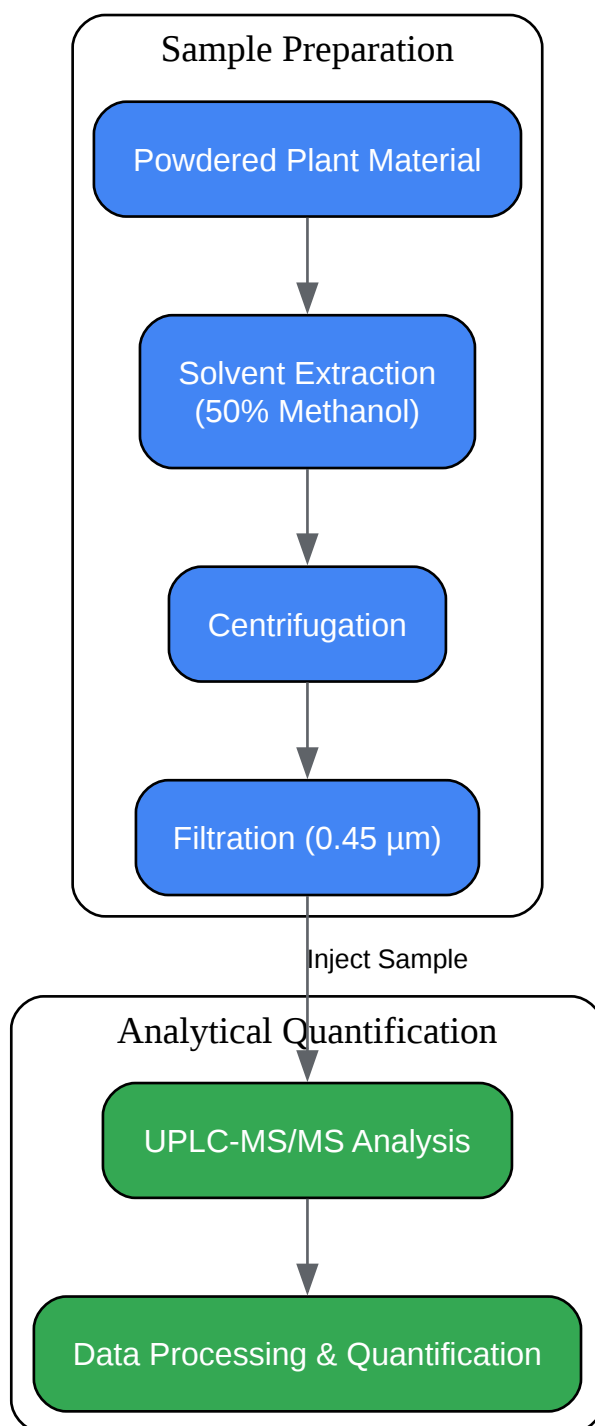 Sample Preparation
Powdered Plant Material
Solvent Extraction
(50% Methanol)
Centrifugation
Filtration (0.45 µm)
Inject Sample
Analytical Quantification
UPLC-MS/MS Analysis
Data Processing & Quantification